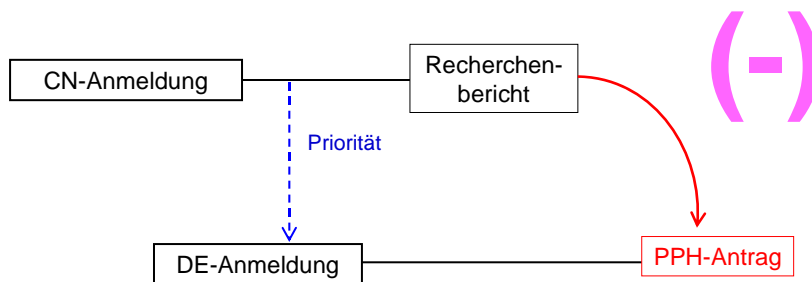 (-)
CN-Anmeldung
Recherchen-
bericht
Priorität
DE-Anmeldung
PPH-Antrag